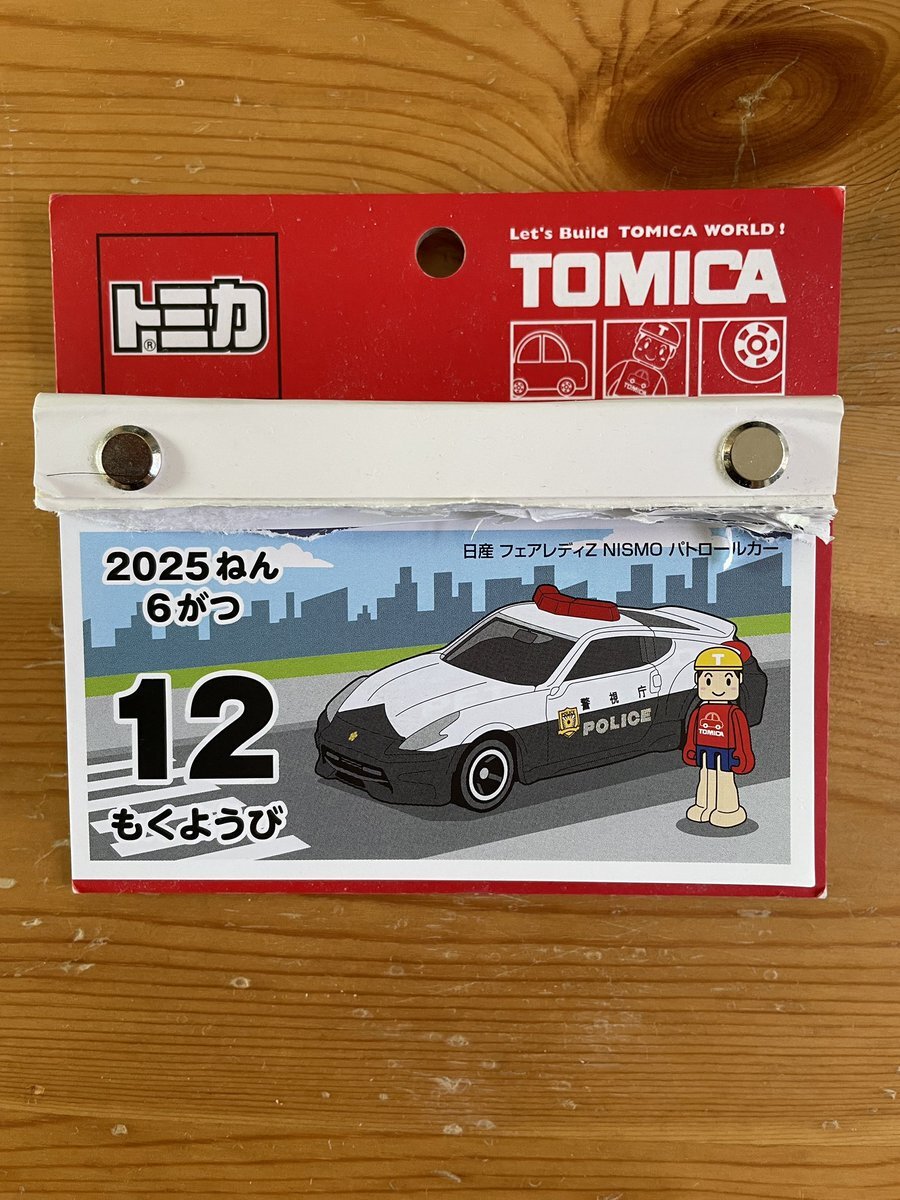 トミカ
®
Let's Build TOMICA WORLD!
TOMICA
T
TOMICA
2025ねん
6がつ
12
もくようび
日産 フェアレディZ NISMO パトロールカー
警視庁
POLICE
T
TOMICA